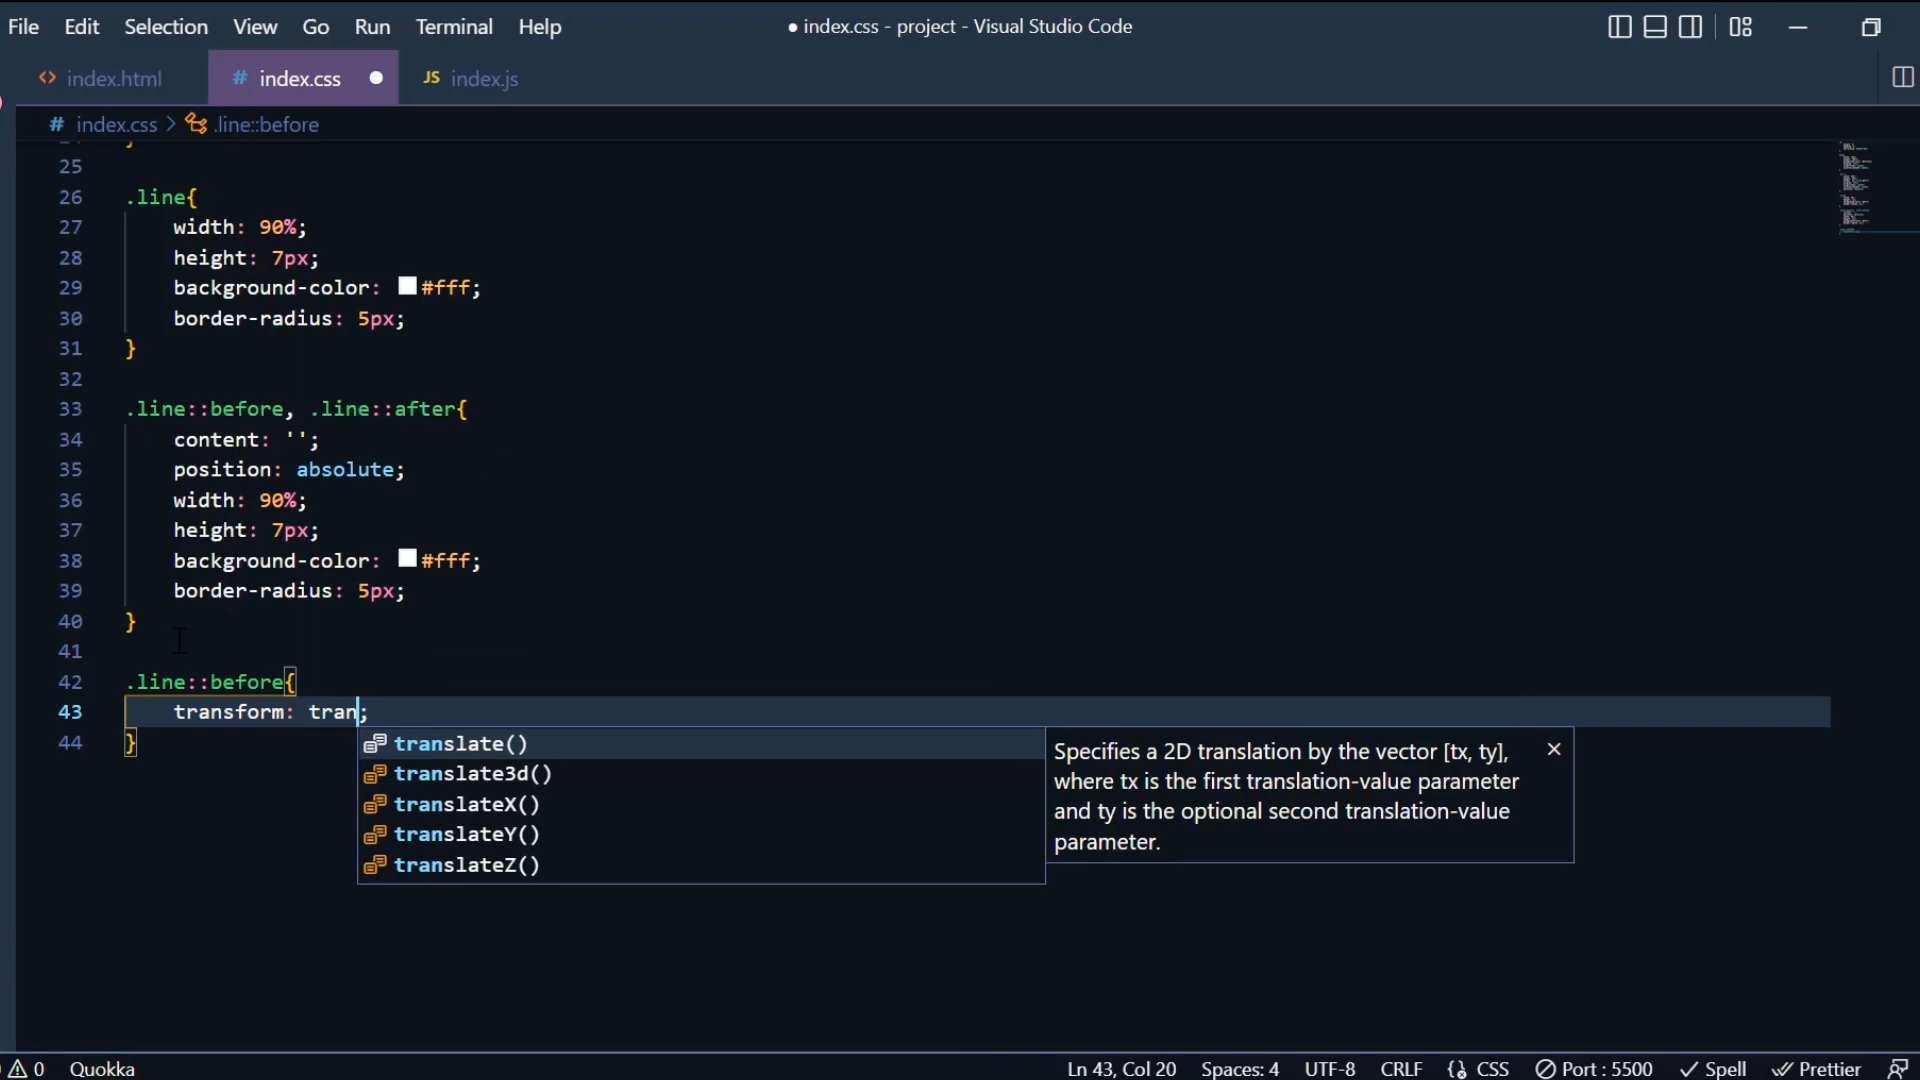 File Edit Selection View Go Run Terminal Help ● index.css - project - Visual Studio Code
<> index.html # index.css ● JS index.js
# index.css > .line::before
25
26 .line{
27 width: 90%;
28 height: 7px;
29 background-color: #fff;
30 border-radius: 5px;
31 }
32
33 .line::before, .line::after{
34 content: '';
35 position: absolute;
36 width: 90%;
37 height: 7px;
38 background-color: #fff;
39 border-radius: 5px;
40 }
41
42 .line::before{
43 transform: tran;
44 }
translate()
translate3d()
translateX()
translateY()
translateZ()
Specifies a 2D translation by the vector [tx, ty],
where tx is the first translation-value parameter
and ty is the optional second translation-value
parameter.
0 Quokka Ln 43, Col 20 Spaces: 4 UTF-8 CRLF CSS Port : 5500 Spell Prettier